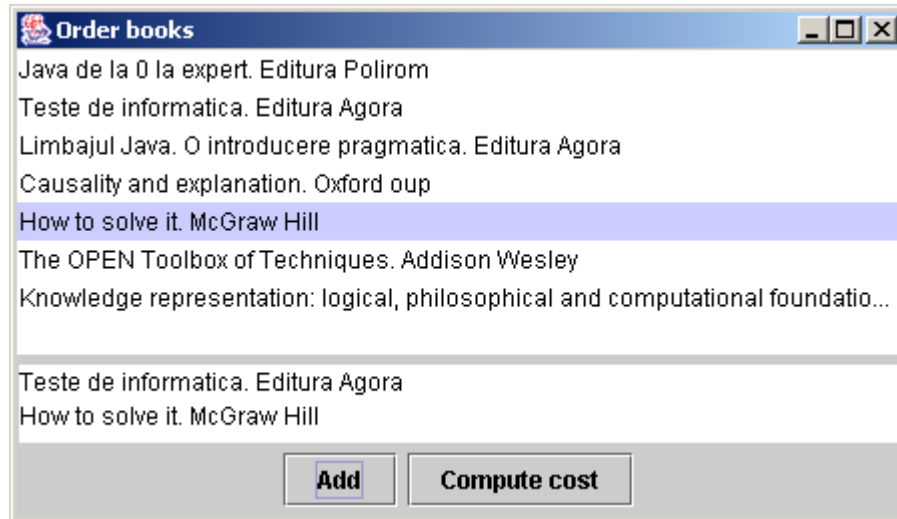 Order books
Java de la 0 la expert. Editura Polirom
Teste de informatica. Editura Agora
Limbajul Java. O introducere pragmatica. Editura Agora
Causality and explanation. Oxford oup
How to solve it. McGraw Hill
The OPEN Toolbox of Techniques. Addison Wesley
Knowledge representation: logical, philosophical and computational foundatio...
Teste de informatica. Editura Agora
How to solve it. McGraw Hill
Add Compute cost